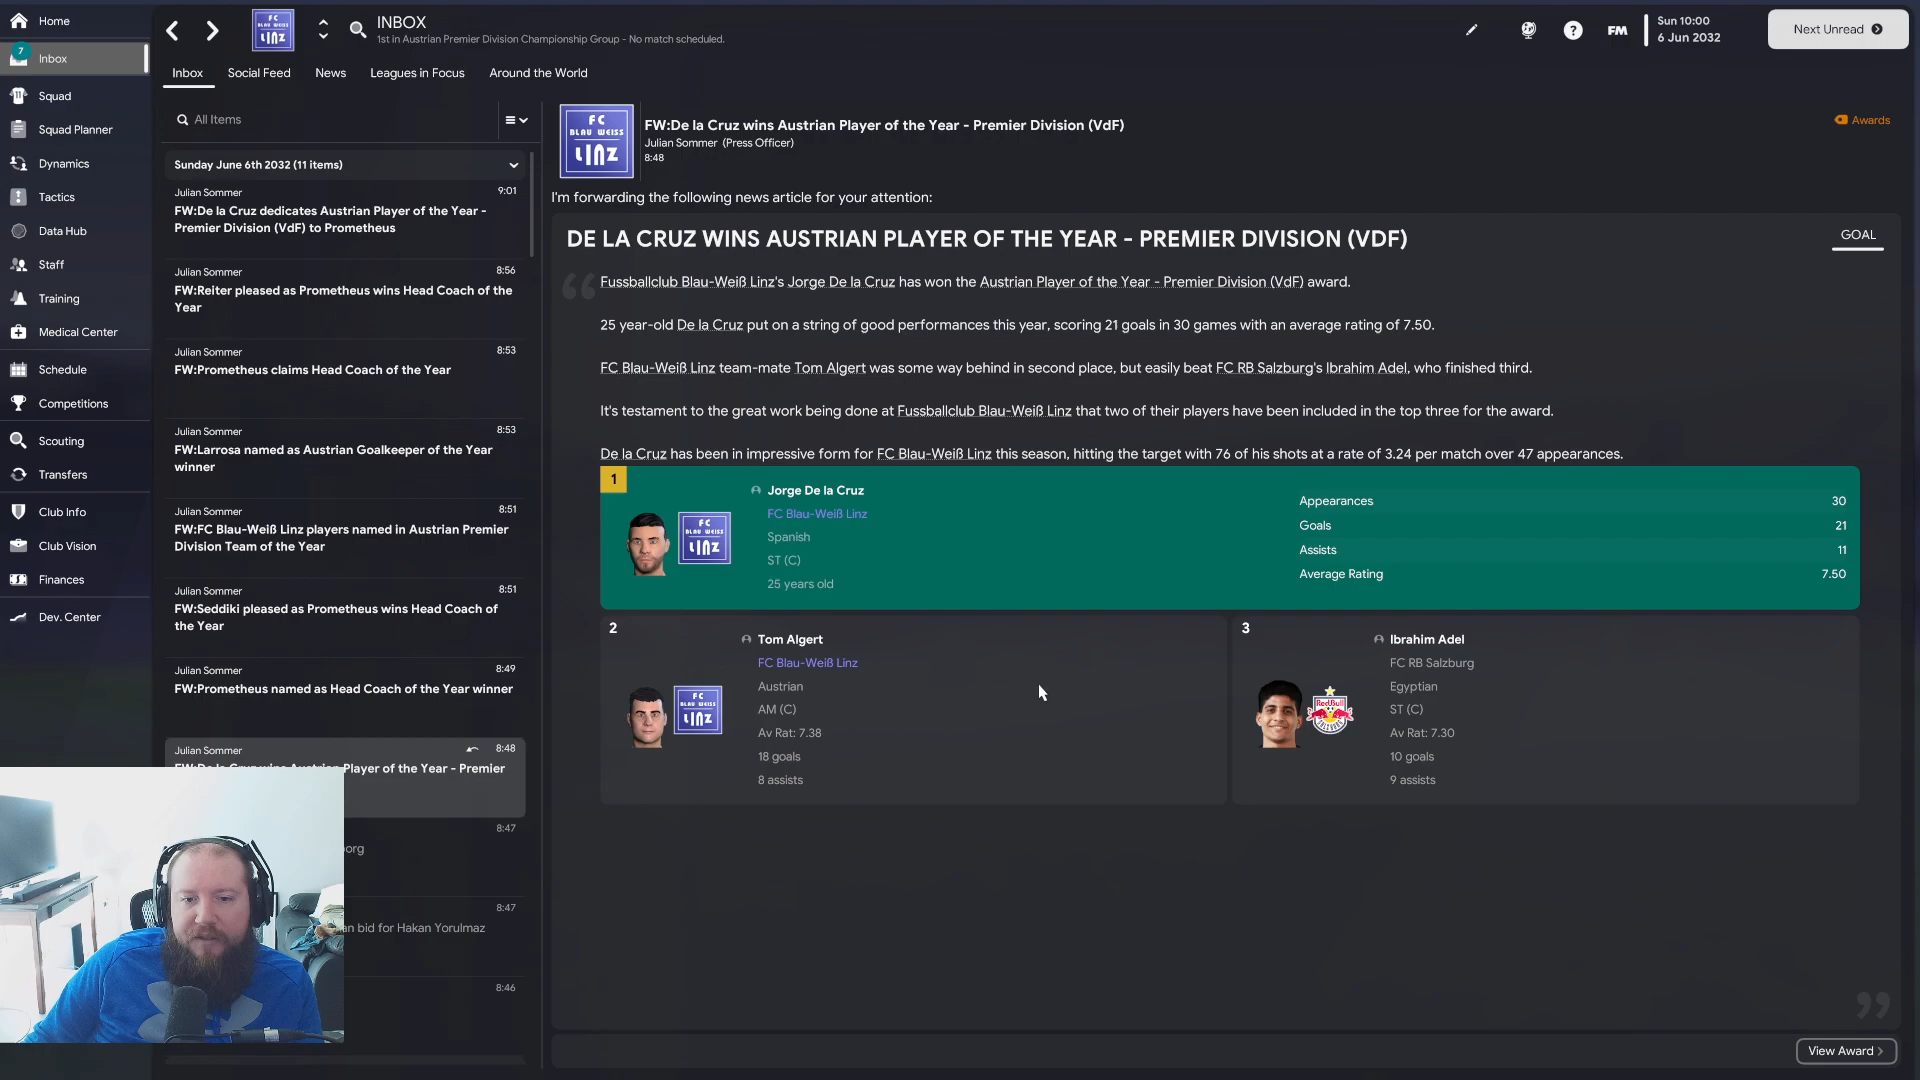 Home
7
Inbox
Squad
Squad Planner
Dynamics
Tactics
Data Hub
Staff
Training
Medical Center
Schedule
Competitions
Scouting
Transfers
Club Info
Club Vision
Finances
Dev. Center
FC
BLAU WEISS
LINZ
INBOX
1st in Austrian Premier Division Championship Group - No match scheduled.
FM
Sun 10:00
6 Jun 2032
Next Unread
Inbox
Social Feed
News
Leagues in Focus
Around the World
All Items
Sunday June 6th 2032 (11 items)
Julian Sommer 9:01
FW:De la Cruz dedicates Austrian Player of the Year -
Premier Division (VdF) to Prometheus
Julian Sommer 8:56
FW:Reiter pleased as Prometheus wins Head Coach of the
Year
Julian Sommer 8:53
FW:Prometheus claims Head Coach of the Year
Julian Sommer 8:53
FW:Larrosa named as Austrian Goalkeeper of the Year
winner
Julian Sommer 8:51
FW:FC Blau-Weiß Linz players named in Austrian Premier
Division Team of the Year
Julian Sommer 8:51
FW:Seddiki pleased as Prometheus wins Head Coach of
the Year
Julian Sommer 8:49
FW:Prometheus named as Head Coach of the Year winner
Julian Sommer 8:48
Player of the Year - Premier
8:47
8:47
bid for Hakan Yorulmaz
8:46
FC
BLAU WEISS
LINZ
FW:De la Cruz wins Austrian Player of the Year - Premier Division (VdF)
Julian Sommer (Press Officer)
8:48
Awards
I'm forwarding the following news article for your attention:
DE LA CRUZ WINS AUSTRIAN PLAYER OF THE YEAR - PREMIER DIVISION (VDF)
GOAL
Fussballclub Blau-Weiß Linz's Jorge De la Cruz has won the Austrian Player of the Year - Premier Division (VdF) award.
25 year-old De la Cruz put on a string of good performances this year, scoring 21 goals in 30 games with an average rating of 7.50.
FC Blau-Weiß Linz team-mate Tom Algert was some way behind in second place, but easily beat FC RB Salzburg's Ibrahim Adel, who finished third.
It's testament to the great work being done at Fussballclub Blau-Weiß Linz that two of their players have been included in the top three for the award.
De la Cruz has been in impressive form for FC Blau-Weiß Linz this season, hitting the target with 76 of his shots at a rate of 3.24 per match over 47 appearances.
1
FC
BLAU WEISS
LINZ
Jorge De la Cruz
FC Blau-Weiß Linz
Spanish
ST (C)
25 years old
Appearances 30
Goals 21
Assists 11
Average Rating 7.50
2
FC
BLAU WEISS
LINZ
Tom Algert
FC Blau-Weiß Linz
Austrian
AM (C)
Av Rat: 7.38
18 goals
8 assists
3
RedBull
SALZBURG
Ibrahim Adel
FC RB Salzburg
Egyptian
ST (C)
Av Rat: 7.30
10 goals
9 assists
View Award